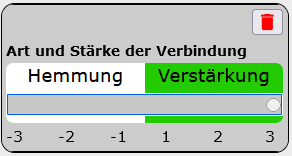 Art und Stärke der Verbindung
Hemmung Verstärkung
-3 -2 -1 1 2 3